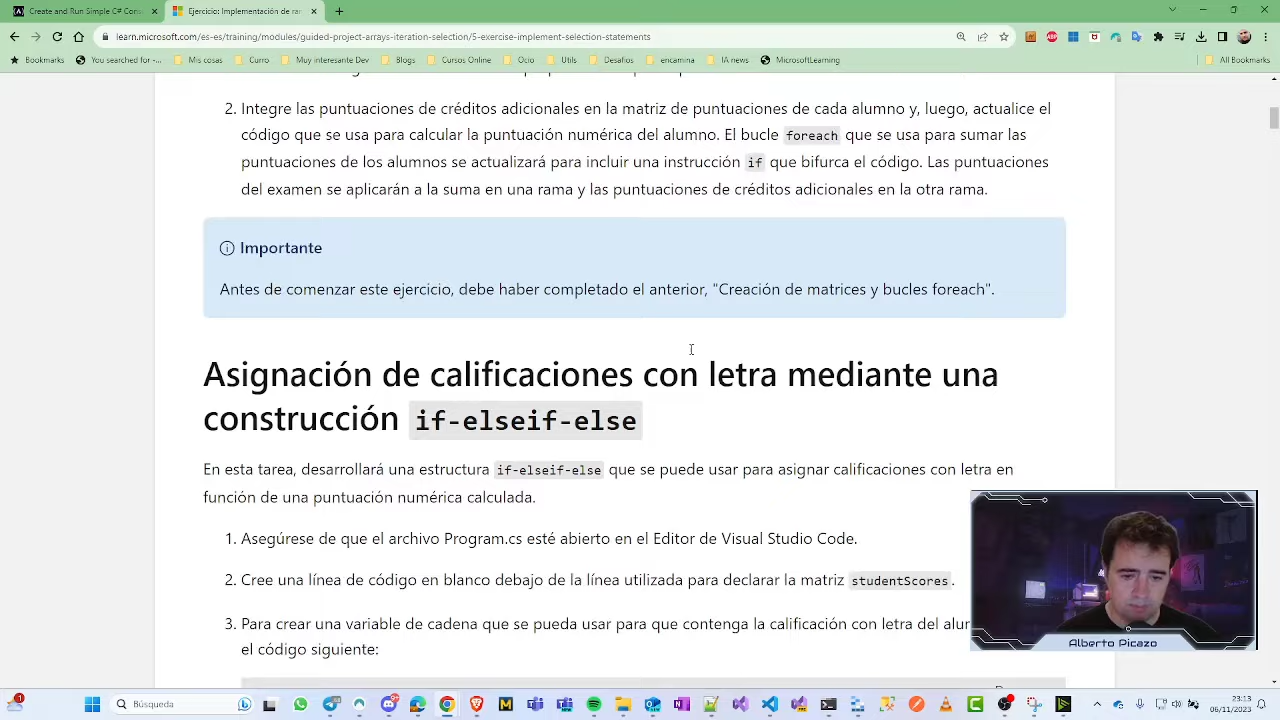 Create and Run Simple C# Cons
Ejercicio: Implementación de ra
learn.microsoft.com/es-es/training/modules/guided-project-arrays-iteration-selection/5-exercise-implement-selection-statements
Bookmarks
You searched for -...
Mis cosas
Curro
Muy interesante Dev
Blogs
Cursos Online
Ocio
Utils
Desafios
encamina
IA news
MicrosoftLearning
All Bookmarks
2. Integre las puntuaciones de créditos adicionales en la matriz de puntuaciones de cada alumno y, luego, actualice el
código que se usa para calcular la puntuación numérica del alumno. El bucle foreach que se usa para sumar las
puntuaciones de los alumnos se actualizará para incluir una instrucción if que bifurca el código. Las puntuaciones
del examen se aplicarán a la suma en una rama y las puntuaciones de créditos adicionales en la otra rama.
Importante
Antes de comenzar este ejercicio, debe haber completado el anterior, "Creación de matrices y bucles foreach".
Asignación de calificaciones con letra mediante una
construcción if-elseif-else
En esta tarea, desarrollará una estructura if-elseif-else que se puede usar para asignar calificaciones con letra en
función de una puntuación numérica calculada.
1. Asegúrese de que el archivo Program.cs esté abierto en el Editor de Visual Studio Code.
2. Cree una línea de código en blanco debajo de la línea utilizada para declarar la matriz studentScores.
3. Para crear una variable de cadena que se pueda usar para que contenga la calificación con letra del alu
el código siguiente:
Alberto Picazo
Búsqueda
23:13
06/11/2023